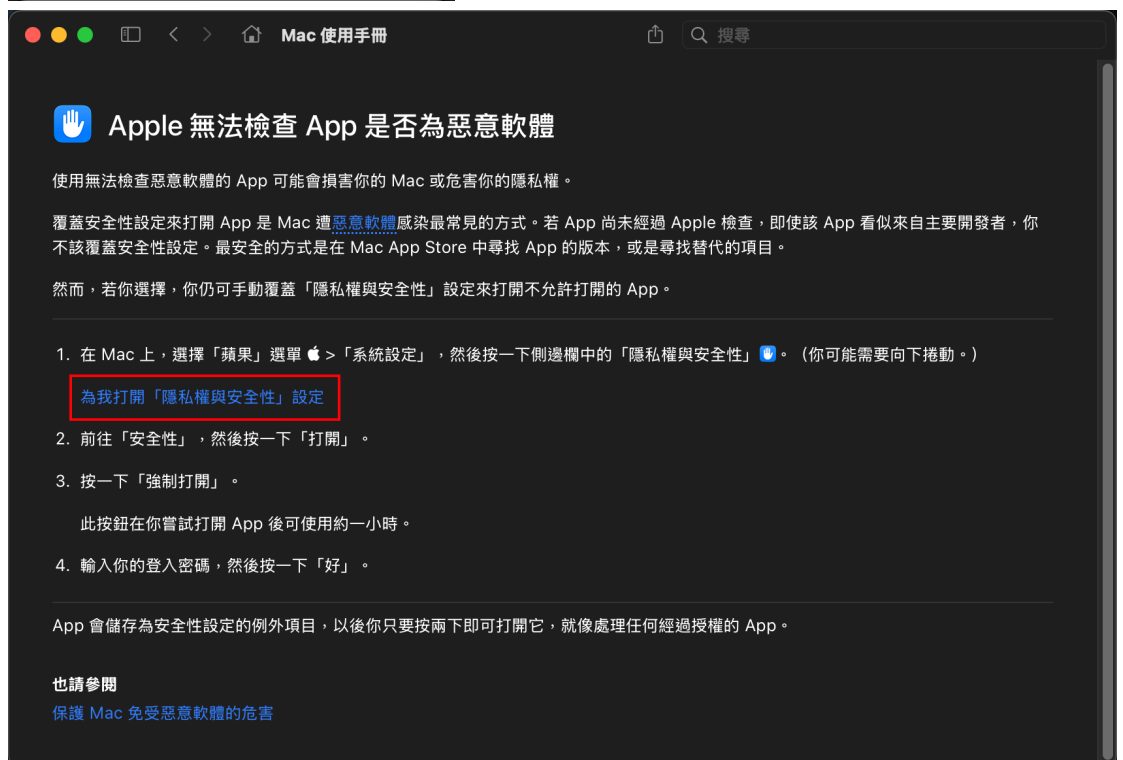 Mac 使用手冊
搜尋
Apple 無法檢查 App 是否為惡意軟體
使用無法檢查惡意軟體的 App 可能會損害你的 Mac 或危害你的隱私權。
覆蓋安全性設定來打開 App 是 Mac 遭惡意軟體感染最常見的方式。若 App 尚未經過 Apple 檢查，即使該 App 看似來自主要開發者，你
不該覆蓋安全性設定。最安全的方式是在 Mac App Store 中尋找 App 的版本，或是尋找替代的項目。
然而，若你選擇，你仍可手動覆蓋「隱私權與安全性」設定來打開不允許打開的 App。
1. 在 Mac 上，選擇「蘋果」選單 >「系統設定」，然後按一下側邊欄中的「隱私權與安全性」。（你可能需要向下捲動。）
為我打開「隱私權與安全性」設定
2. 前往「安全性」，然後按一下「打開」。
3. 按一下「強制打開」。
此按鈕在你嘗試打開 App 後可使用約一小時。
4. 輸入你的登入密碼，然後按一下「好」。
App 會儲存為安全性設定的例外項目，以後你只要按兩下即可打開它，就像處理任何經過授權的 App。
也請參閱
保護 Mac 免受惡意軟體的危害